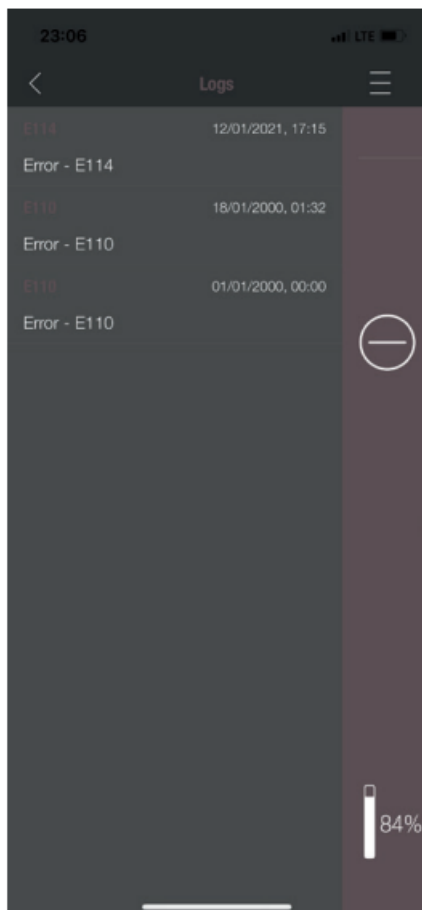 23:06 LTE
Logs
E114 12/01/2021, 17:15
Error - E114
E110 18/01/2000, 01:32
Error - E110
E110 01/01/2000, 00:00
Error - E110
84%